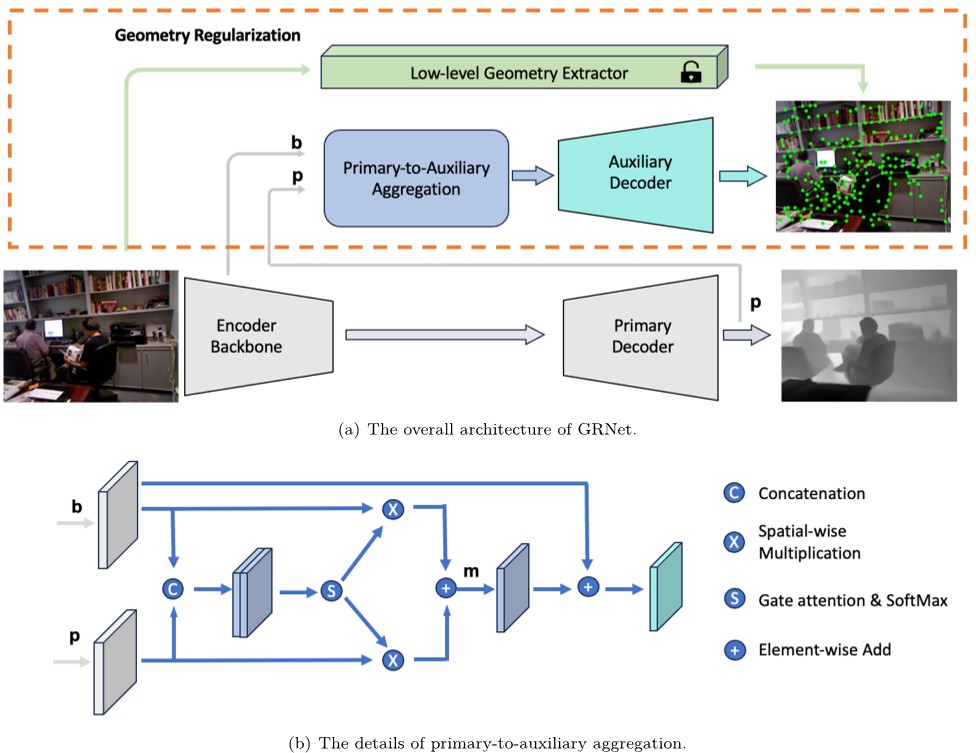 Geometry Regularization
Low-level Geometry Extractor
b
p
Primary-to-Auxiliary
Aggregation
Auxiliary
Decoder
Encoder
Backbone
Primary
Decoder
p
(a) The overall architecture of GRNet.
b
C
X
S
+
m
+
X
p
C Concatenation
X Spatial-wise
Multiplication
S Gate attention & SoftMax
+ Element-wise Add
(b) The details of primary-to-auxiliary aggregation.